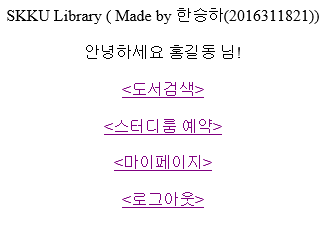 SKKU Library ( Made by 한승하(2016311821))
안녕하세요 홍길동 님!
<도서검색>
<스터디룸 예약>
<마이페이지>
<로그아웃>